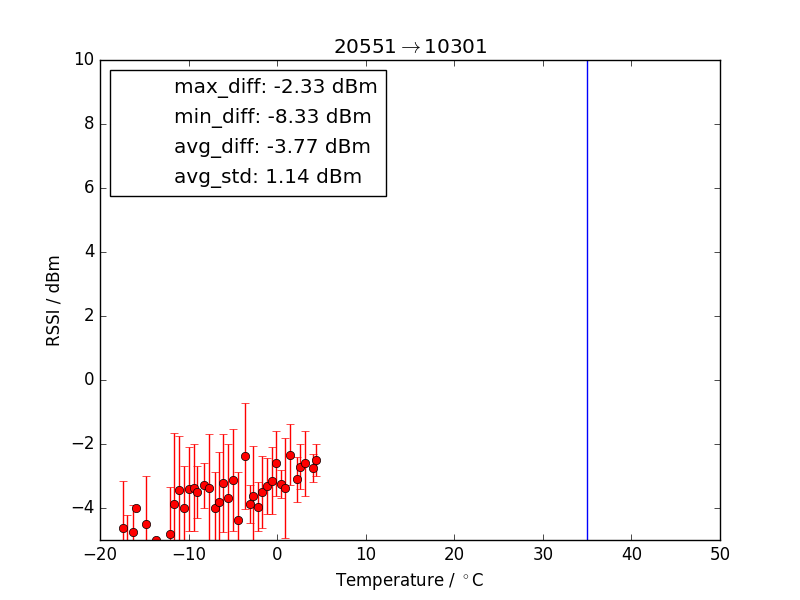 20551→10301
max_diff: -2.33 dBm
min_diff: -8.33 dBm
avg_diff: -3.77 dBm
avg_std: 1.14 dBm
10
8
6
4
2
0
−2
−4
RSSI / dBm
−20 −10 0 10 20 30 40 50
Temperature / °C